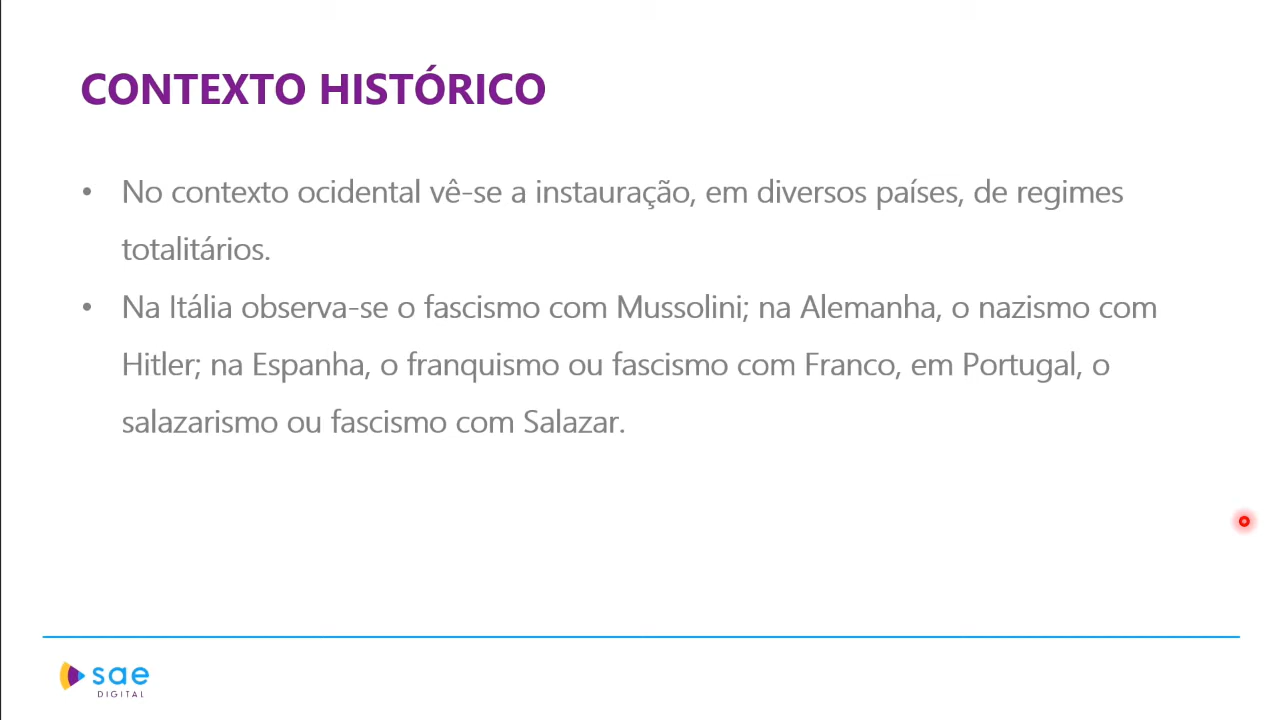 CONTEXTO HISTÓRICO
• No contexto ocidental vê-se a instauração, em diversos países, de regimes
totalitários.
• Na Itália observa-se o fascismo com Mussolini; na Alemanha, o nazismo com
Hitler; na Espanha, o franquismo ou fascismo com Franco, em Portugal, o
salazarismo ou fascismo com Salazar.
sae
DIGITAL